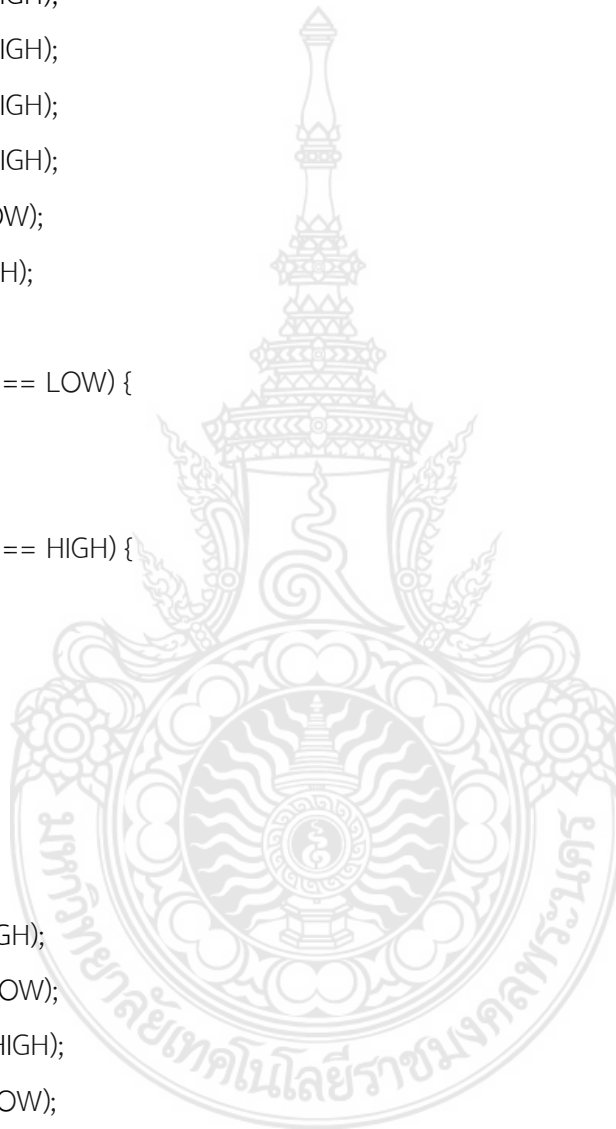 IGH);
IGH);
IGH);
IGH);
OW);
H);
== LOW) {
== HIGH) {
GH);
OW);
HIGH);
OW);
มหาวิทยาลัยเทคโนโลยีราชมงคลพระนคร